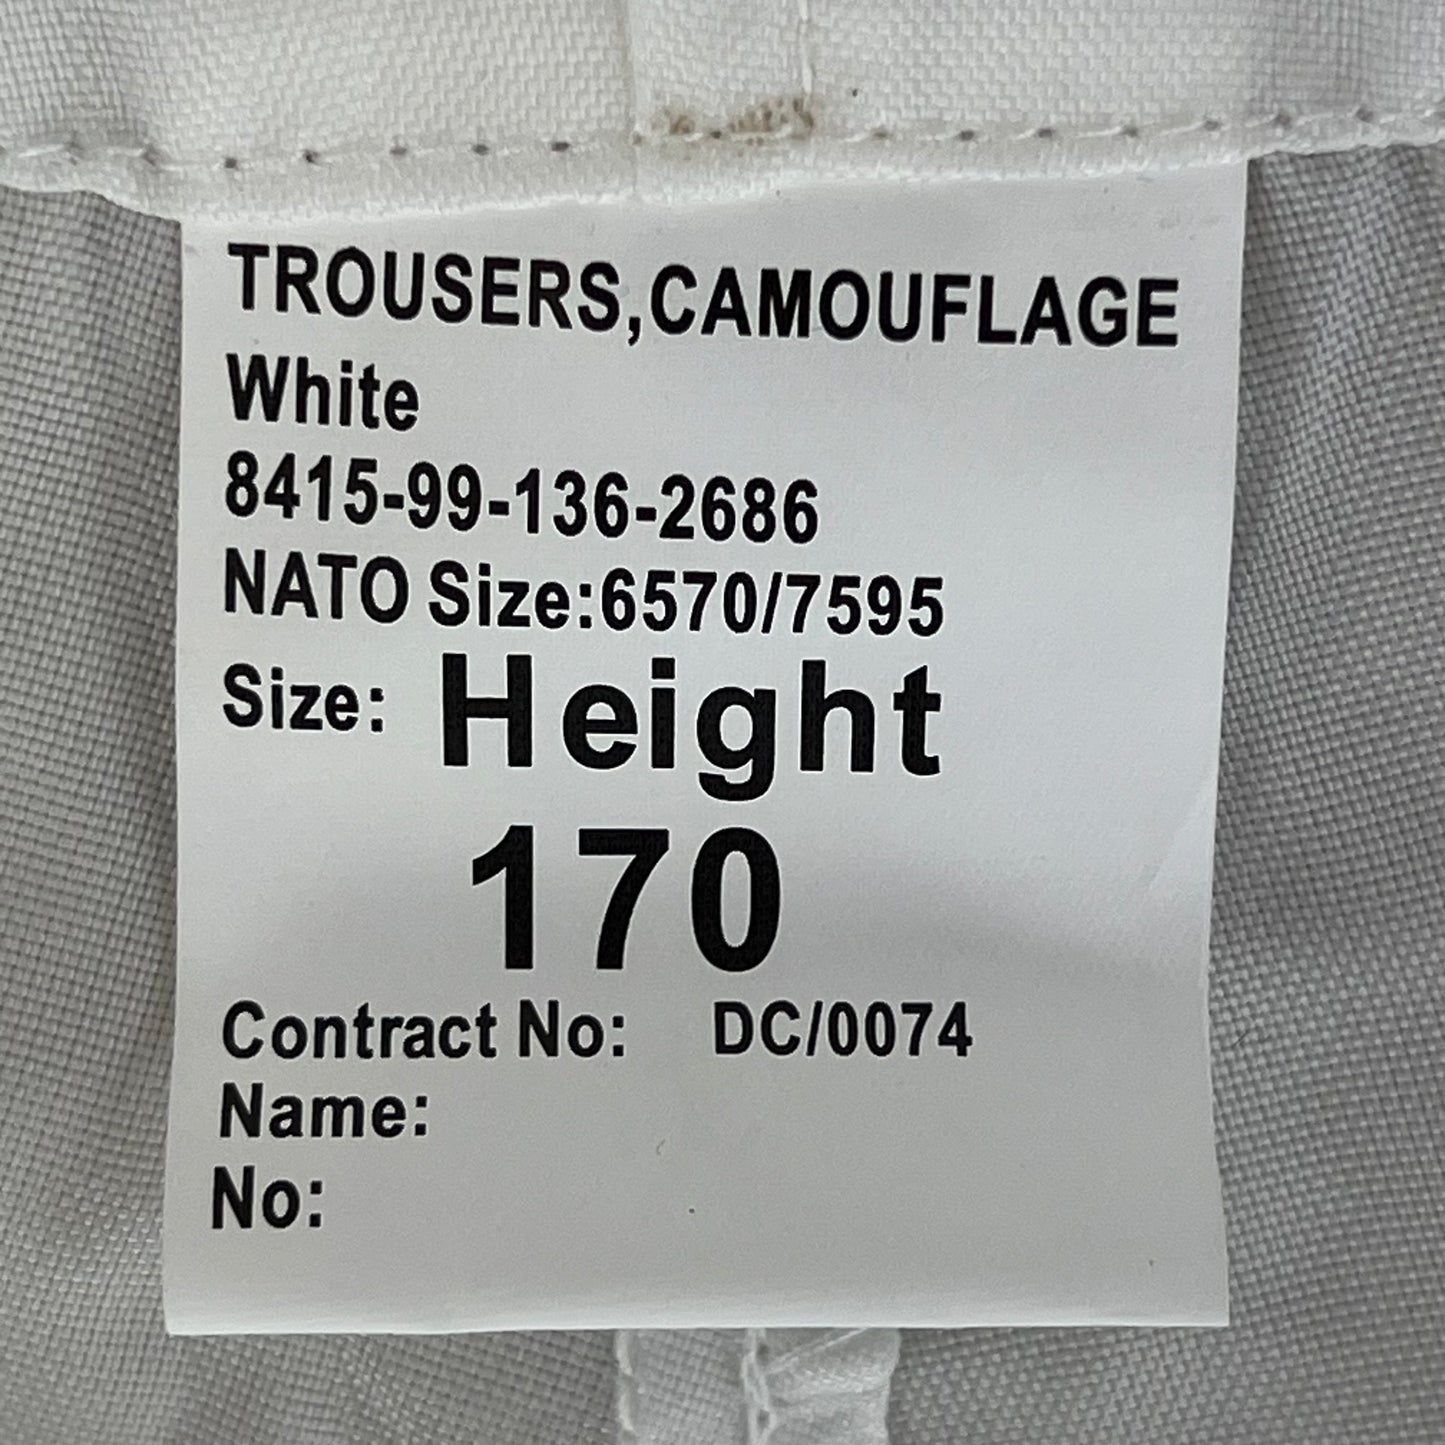 TROUSERS,CAMOUFLAGE
White
8415-99-136-2686
NATO Size:6570/7595
Size: Height
170
Contract No: DC/0074
Name:
No: